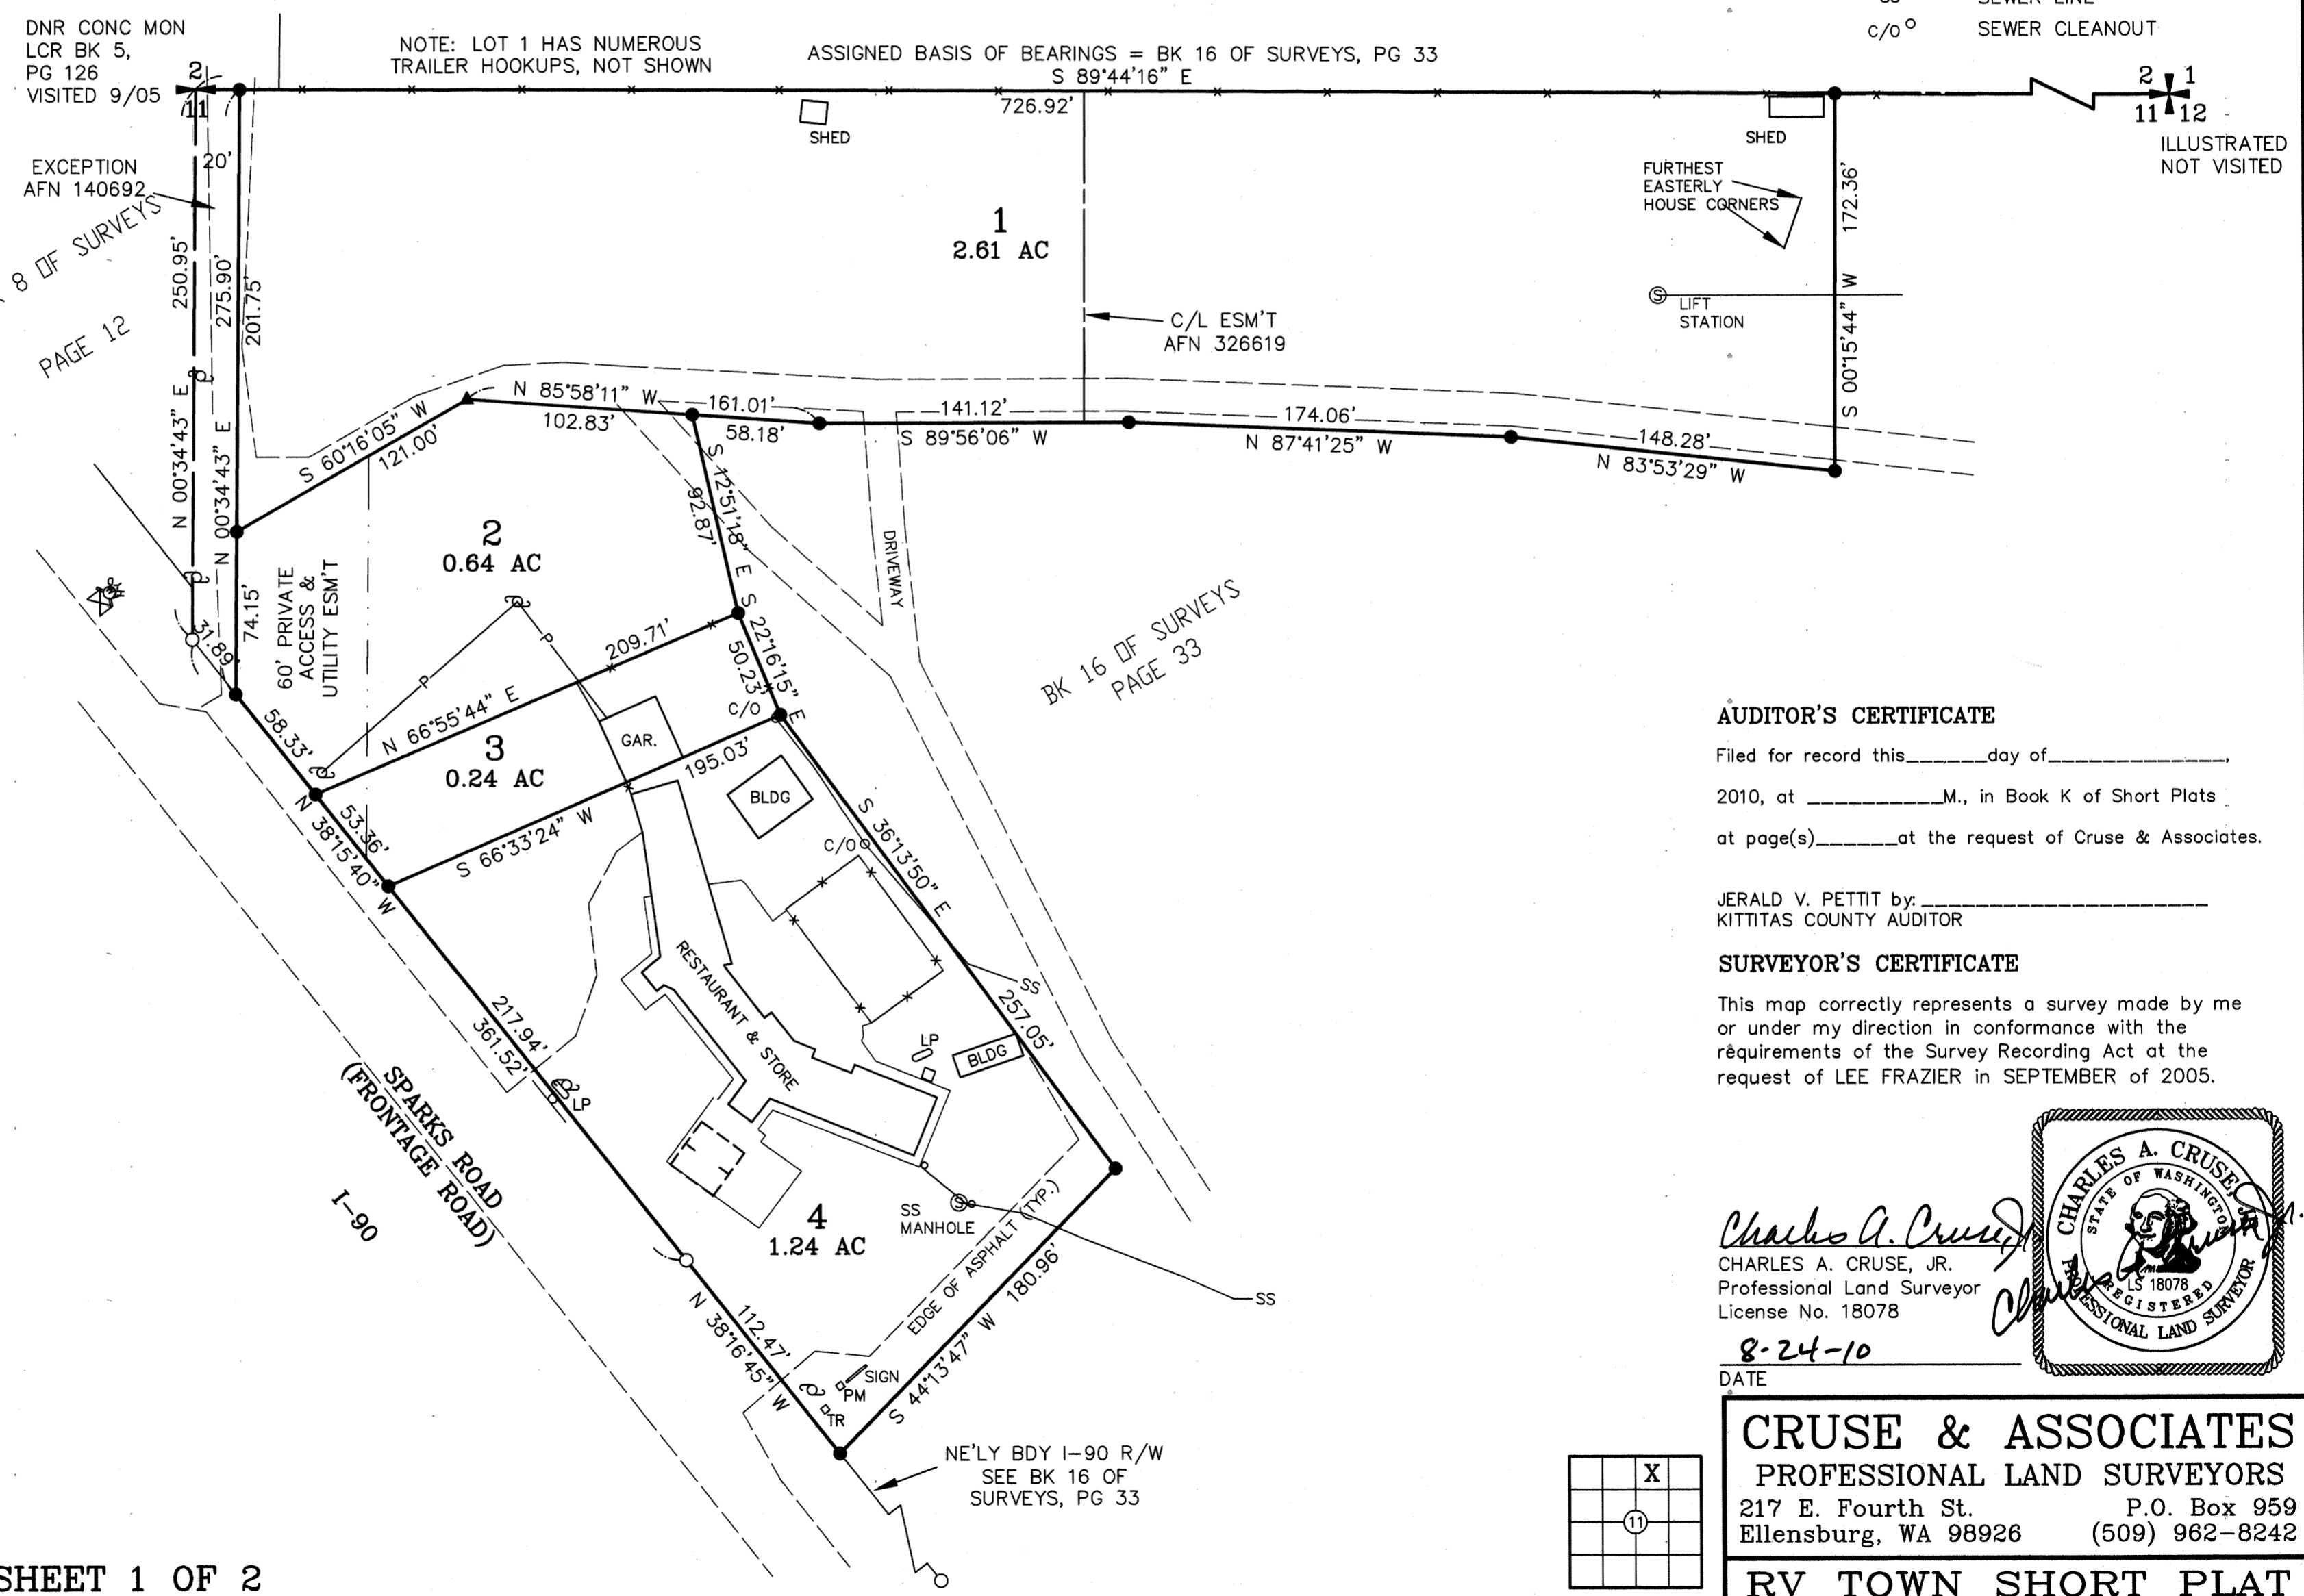 SEWER LINE
C/O SEWER CLEANOUT
DNR CONC MON
LCR BK 5,
PG 126
VISITED 9/05
NOTE: LOT 1 HAS NUMEROUS
TRAILER HOOKUPS, NOT SHOWN
ASSIGNED BASIS OF BEARINGS = BK 16 OF SURVEYS, PG 33
S 89°44'16" E
726.92'
2
11
2 1
11 12
ILLUSTRATED
NOT VISITED
SHED
SHED
EXCEPTION
AFN 140692
20'
8 OF SURVEYS
PAGE 12
250.95'
N 00°34'43" E
275.90'
N 00°34'43" E
201.75'
1
2.61 AC
FURTHEST
EASTERLY
HOUSE CORNERS
172.36'
S 00°15'44" W
S
LIFT
STATION
C/L ESM'T
AFN 326619
S 60°16'05" W
121.00'
N 85°58'11" W
102.83'
161.01'
58.18'
141.12'
S 89°56'06" W
174.06'
N 87°41'25" W
148.28'
N 83°53'29" W
S 12°51'18" E
92.87'
DRIVEWAY
2
0.64 AC
60' PRIVATE
ACCESS &
UTILITY ESM'T
74.15'
31.89'
P
P
209.71'
N 66°55'44" E
S 22°16'15" E
50.23'
C/O
BK 16 OF SURVEYS
PAGE 33
58.33'
3
0.24 AC
GAR.
195.03'
S 66°33'24" W
53.36'
N 38°15'40" W
BLDG
C/O
S 36°13'50" E
257.05'
SS
RESTAURANT & STORE
LP
BLDG
217.94'
361.52'
LP
SPARKS ROAD
(FRONTAGE ROAD)
I-90
4
1.24 AC
SS
MANHOLE
S
EDGE OF ASPHALT (TYP.)
180.96'
S 44°13'47" W
SS
112.47'
N 38°16'45" W
SIGN
PM
TR
NE'LY BDY I-90 R/W
SEE BK 16 OF
SURVEYS, PG 33
AUDITOR'S CERTIFICATE
Filed for record this______day of_____________,
2010, at __________M., in Book K of Short Plats
at page(s)______at the request of Cruse & Associates.
JERALD V. PETTIT by:_____________________
KITTITAS COUNTY AUDITOR
SURVEYOR'S CERTIFICATE
This map correctly represents a survey made by me
or under my direction in conformance with the
requirements of the Survey Recording Act at the
request of LEE FRAZIER in SEPTEMBER of 2005.
Charles A. Cruse, Jr.
CHARLES A. CRUSE, JR.
Professional Land Surveyor
License No. 18078
8-24-10
DATE
CHARLES A. CRUSE, JR.
STATE OF WASHINGTON
LS 18078
REGISTERED
PROFESSIONAL LAND SURVEYOR
Charles A. Cruse, Jr.
X
11
CRUSE & ASSOCIATES
PROFESSIONAL LAND SURVEYORS
217 E. Fourth St. P.O. Box 959
Ellensburg, WA 98926 (509) 962-8242
RV TOWN SHORT PLAT
SHEET 1 OF 2